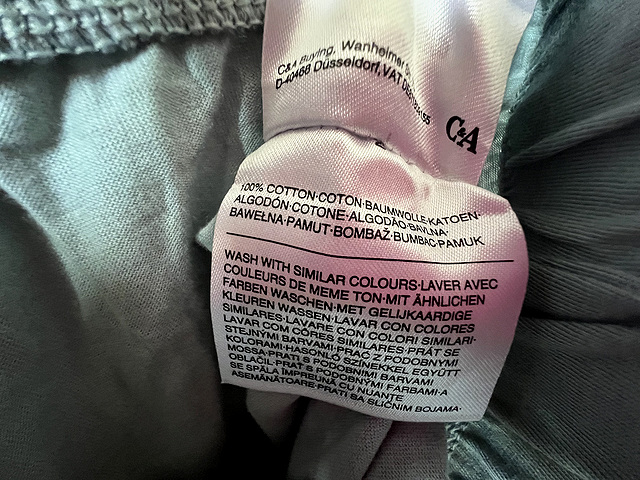 C&A Buying, Wanheimer
D-40468 Düsseldorf, VAT
C&A
100% COTTON·COTON·BAUMWOLLE·KATOEN·
ALGODÓN·COTONE·ALGODÃO·BAVLNA·
BAWEŁNA·PAMUT·BOMBAŽ·BUMBAC·PAMUK
WASH WITH SIMILAR COLOURS·LAVER AVEC
COULEURS DE MEME TON·MIT ÄHNLICHEN
FARBEN WASCHEN·MET GELIJKAARDIGE
KLEUREN WASSEN·LAVAR CON COLORES
SIMILARES·LAVARE CON COLORI SIMILARI·
LAVAR COM CORES SIMILARES·PRÁT SE
STEJNÝMI BARVAMI·PRAĆ Z PODOBNYMI
KOLORAMI·HASONLÓ SZÍNEKKEL EGYÜTT
MOSSA·PRATI S PODOBNIMI BARVAMI
OBLAČIL·PRAŤ S PODOBNÝMI FARBAMI·A
SE SPĂLA ÎMPREUNĂ CU NUANȚE
ASEMĂNĂTOARE·PRATI SA SLIČNIM BOJAMA·